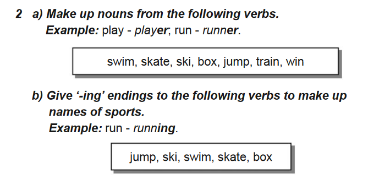 2 a) Make up nouns from the following verbs.
Example: play - player, run - runner.
swim, skate, ski, box, jump, train, win
b) Give ‘-ing’ endings to the following verbs to make up
names of sports.
Example: run - running.
jump, ski, swim, skate, box